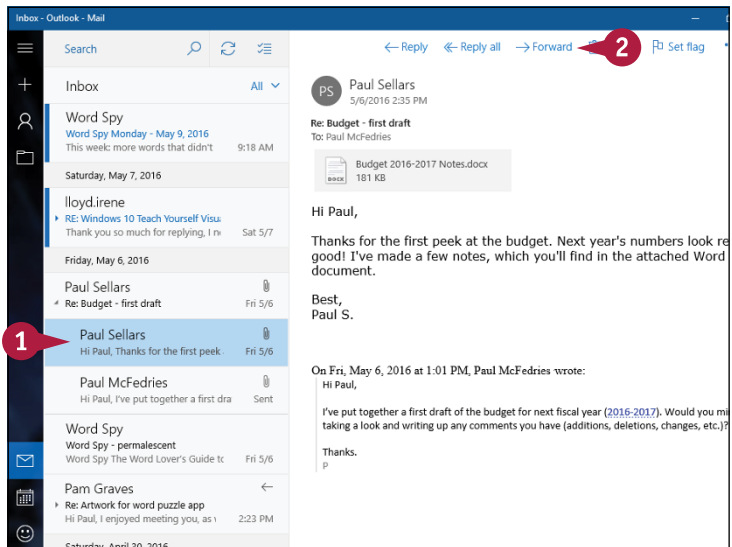 Inbox - Outlook - Mail
Search
Reply
Reply all
Forward
2
Set flag
Inbox
All
PS
Paul Sellars
5/6/2016 2:35 PM
Re: Budget - first draft
To: Paul McFedries
DOCX
Budget 2016-2017 Notes.docx
181 KB
Hi Paul,
Thanks for the first peek at the budget. Next year's numbers look re
good! I've made a few notes, which you'll find in the attached Word
document.
Best,
Paul S.
On Fri, May 6, 2016 at 1:01 PM, Paul McFedries wrote:
Hi Paul,
I've put together a first draft of the budget for next fiscal year (2016-2017). Would you mi
taking a look and writing up any comments you have (additions, deletions, changes, etc.)?
Thanks.
P
Word Spy
Word Spy Monday - May 9, 2016
This week: more words that didn't 9:18 AM
Saturday, May 7, 2016
lloyd.irene
RE: Windows 10 Teach Yourself Visu
Thank you so much for replying, I n Sat 5/7
Friday, May 6, 2016
Paul Sellars
Re: Budget - first draft Fri 5/6
1
Paul Sellars
Hi Paul, Thanks for the first peek Fri 5/6
Paul McFedries
Hi Paul, I've put together a first dra Sent
Word Spy
Word Spy - permalescent
Word Spy The Word Lover's Guide to Fri 5/6
Pam Graves
Re: Artwork for word puzzle app
Hi Paul, I enjoyed meeting you, as 2:23 PM
Saturday, April 30, 2016